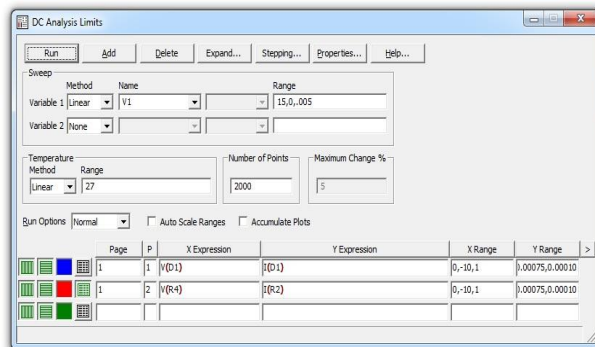 DC Analysis Limits
Run Add Delete Expand... Stepping... Properties... Help...
Sweep
Method Name Range
Variable 1 Linear V1 15,0,.005
Variable 2 None
Temperature Number of Points Maximum Change %
Method Range
Linear 27 2000 5
Run Options Normal Auto Scale Ranges Accumulate Plots
Page P X Expression Y Expression X Range Y Range >
1 1 V(D1) I(D1) 0,-10,1 0.00075,0.00010
1 2 V(R4) I(R2) 0,-10,1 0.00075,0.00010